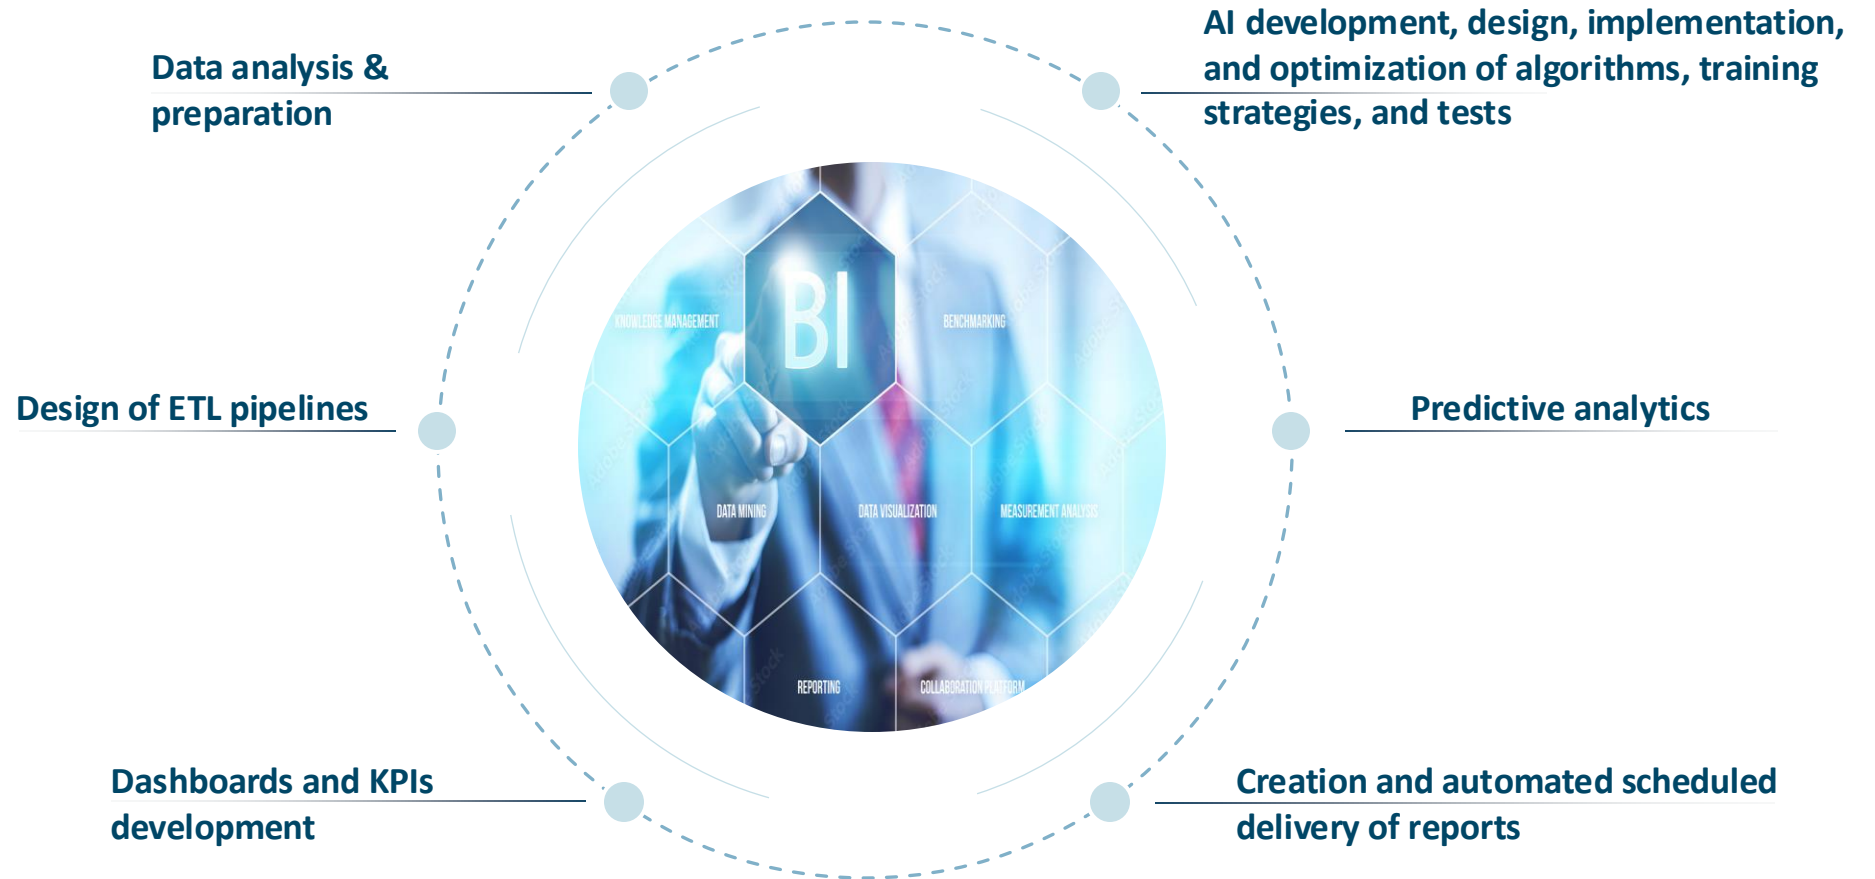 Data analysis &
preparation
AI development, design, implementation,
and optimization of algorithms, training
strategies, and tests
Design of ETL pipelines
Predictive analytics
Dashboards and KPIs
development
Creation and automated scheduled
delivery of reports
BI
KNOWLEDGE MANAGEMENT
BENCHMARKING
DATA MINING
DATA VISUALIZATION
MEASUREMENT ANALYSIS
REPORTING
COLLABORATION PLATFORM
Adobe Stock